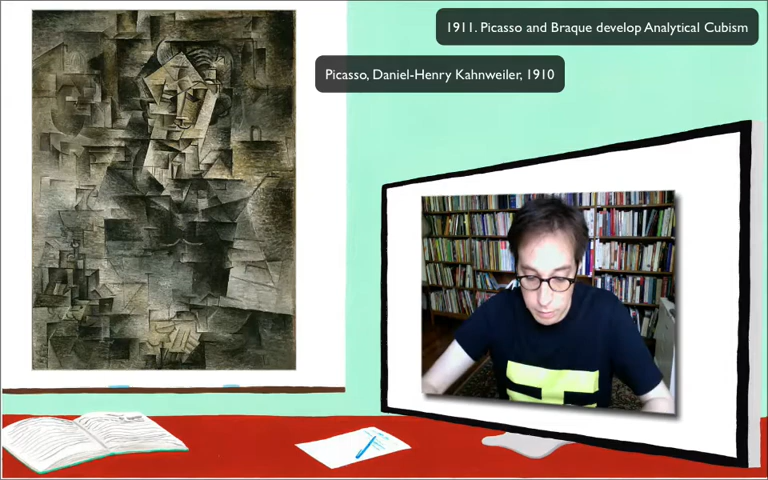 1911. Picasso and Braque develop Analytical Cubism
Picasso, Daniel-Henry Kahnweiler, 1910